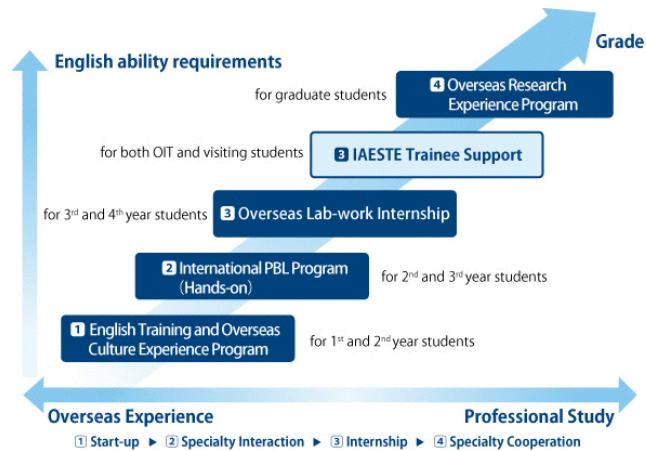 Grade
English ability requirements
for graduate students
4 Overseas Research
Experience Program
for both OIT and visiting students
3 IAESTE Trainee Support
for 3rd and 4th year students
3 Overseas Lab-work Internship
2 International PBL Program
(Hands-on)
for 2nd and 3rd year students
1 English Training and Overseas
Culture Experience Program
for 1st and 2nd year students
Overseas Experience
Professional Study
1 Start-up ▶ 2 Specialty Interaction ▶ 3 Internship ▶ 4 Specialty Cooperation